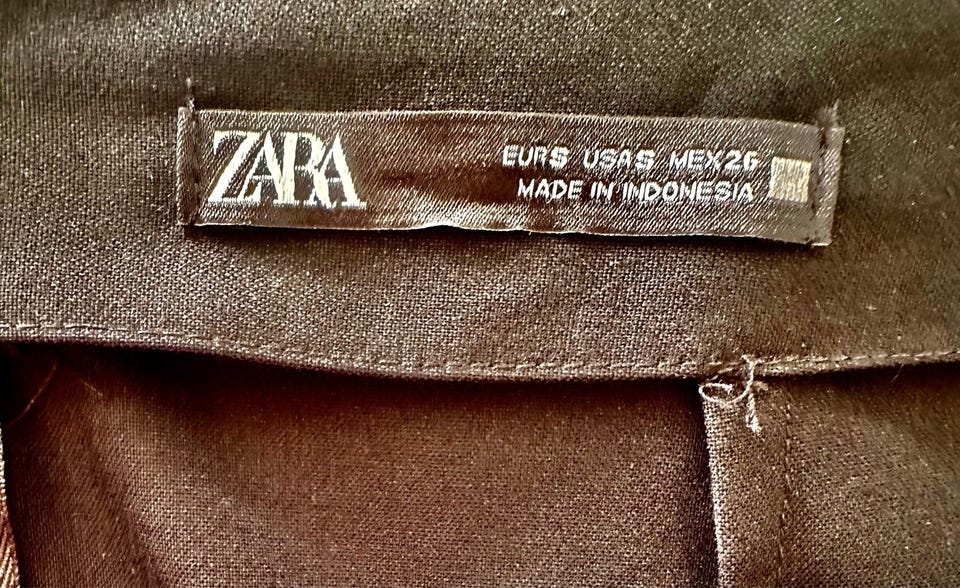 ZARA
EUR S USA S MEX 26
MADE IN INDONESIA